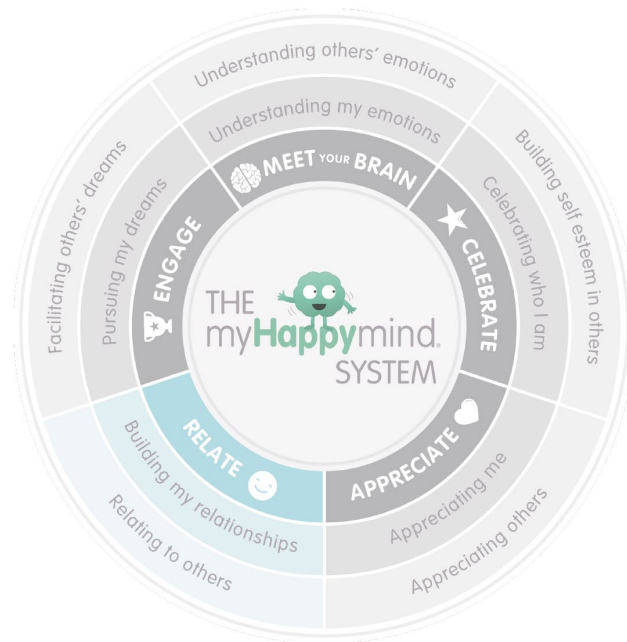 Understanding others' emotions
Understanding my emotions
MEET YOUR BRAIN
Building self esteem in others
Celebrating who I am
CELEBRATE
Appreciating others
Appreciating me
APPRECIATE
Relating to others
Building my relationships
RELATE
Facilitating others' dreams
Pursuing my dreams
ENGAGE
THE
myHappymind®
SYSTEM